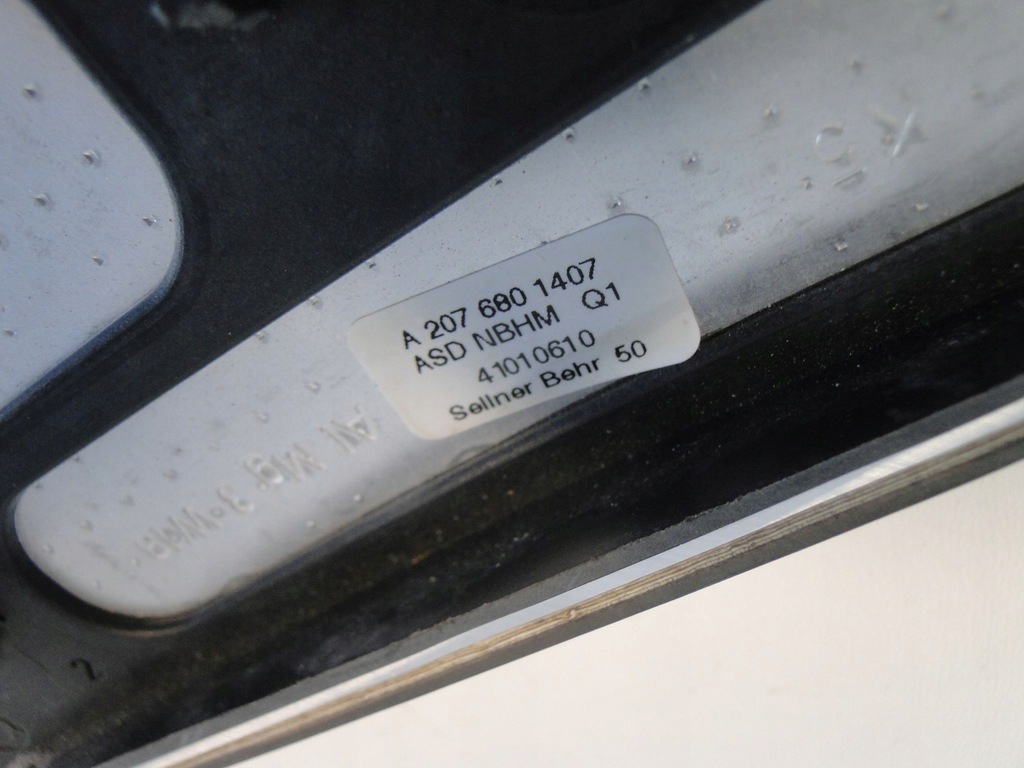 A 207 680 1407
ASD NBHM Q1
41010610
Sellner Behr 50